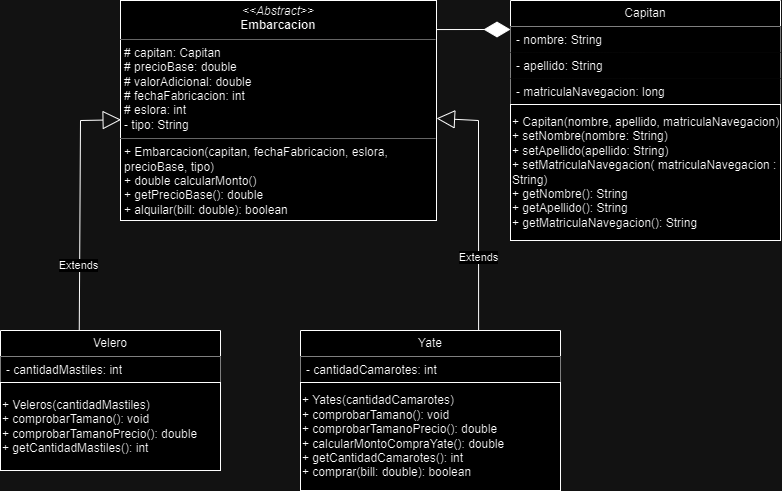 <<Abstract>>
Embarcacion
# capitan: Capitan
# precioBase: double
# valorAdicional: double
# fechaFabricacion: int
# eslora: int
- tipo: String
+ Embarcacion(capitan, fechaFabricacion, eslora,
precioBase, tipo)
+ double calcularMonto()
+ getPrecioBase(): double
+ alquilar(bill: double): boolean
Capitan
- nombre: String
- apellido: String
- matriculaNavegacion: long
+ Capitan(nombre, apellido, matriculaNavegacion)
+ setNombre(nombre: String)
+ setApellido(apellido: String)
+ setMatriculaNavegacion( matriculaNavegacion :
String)
+ getNombre(): String
+ getApellido(): String
+ getMatriculaNavegacion(): String
Extends
Extends
Velero
- cantidadMastiles: int
+ Veleros(cantidadMastiles)
+ comprobarTamano(): void
+ comprobarTamanoPrecio(): double
+ getCantidadMastiles(): int
Yate
- cantidadCamarotes: int
+ Yates(cantidadCamarotes)
+ comprobarTamano(): void
+ comprobarTamanoPrecio(): double
+ calcularMontoCompraYate(): double
+ getCantidadCamarotes(): int
+ comprar(bill: double): boolean